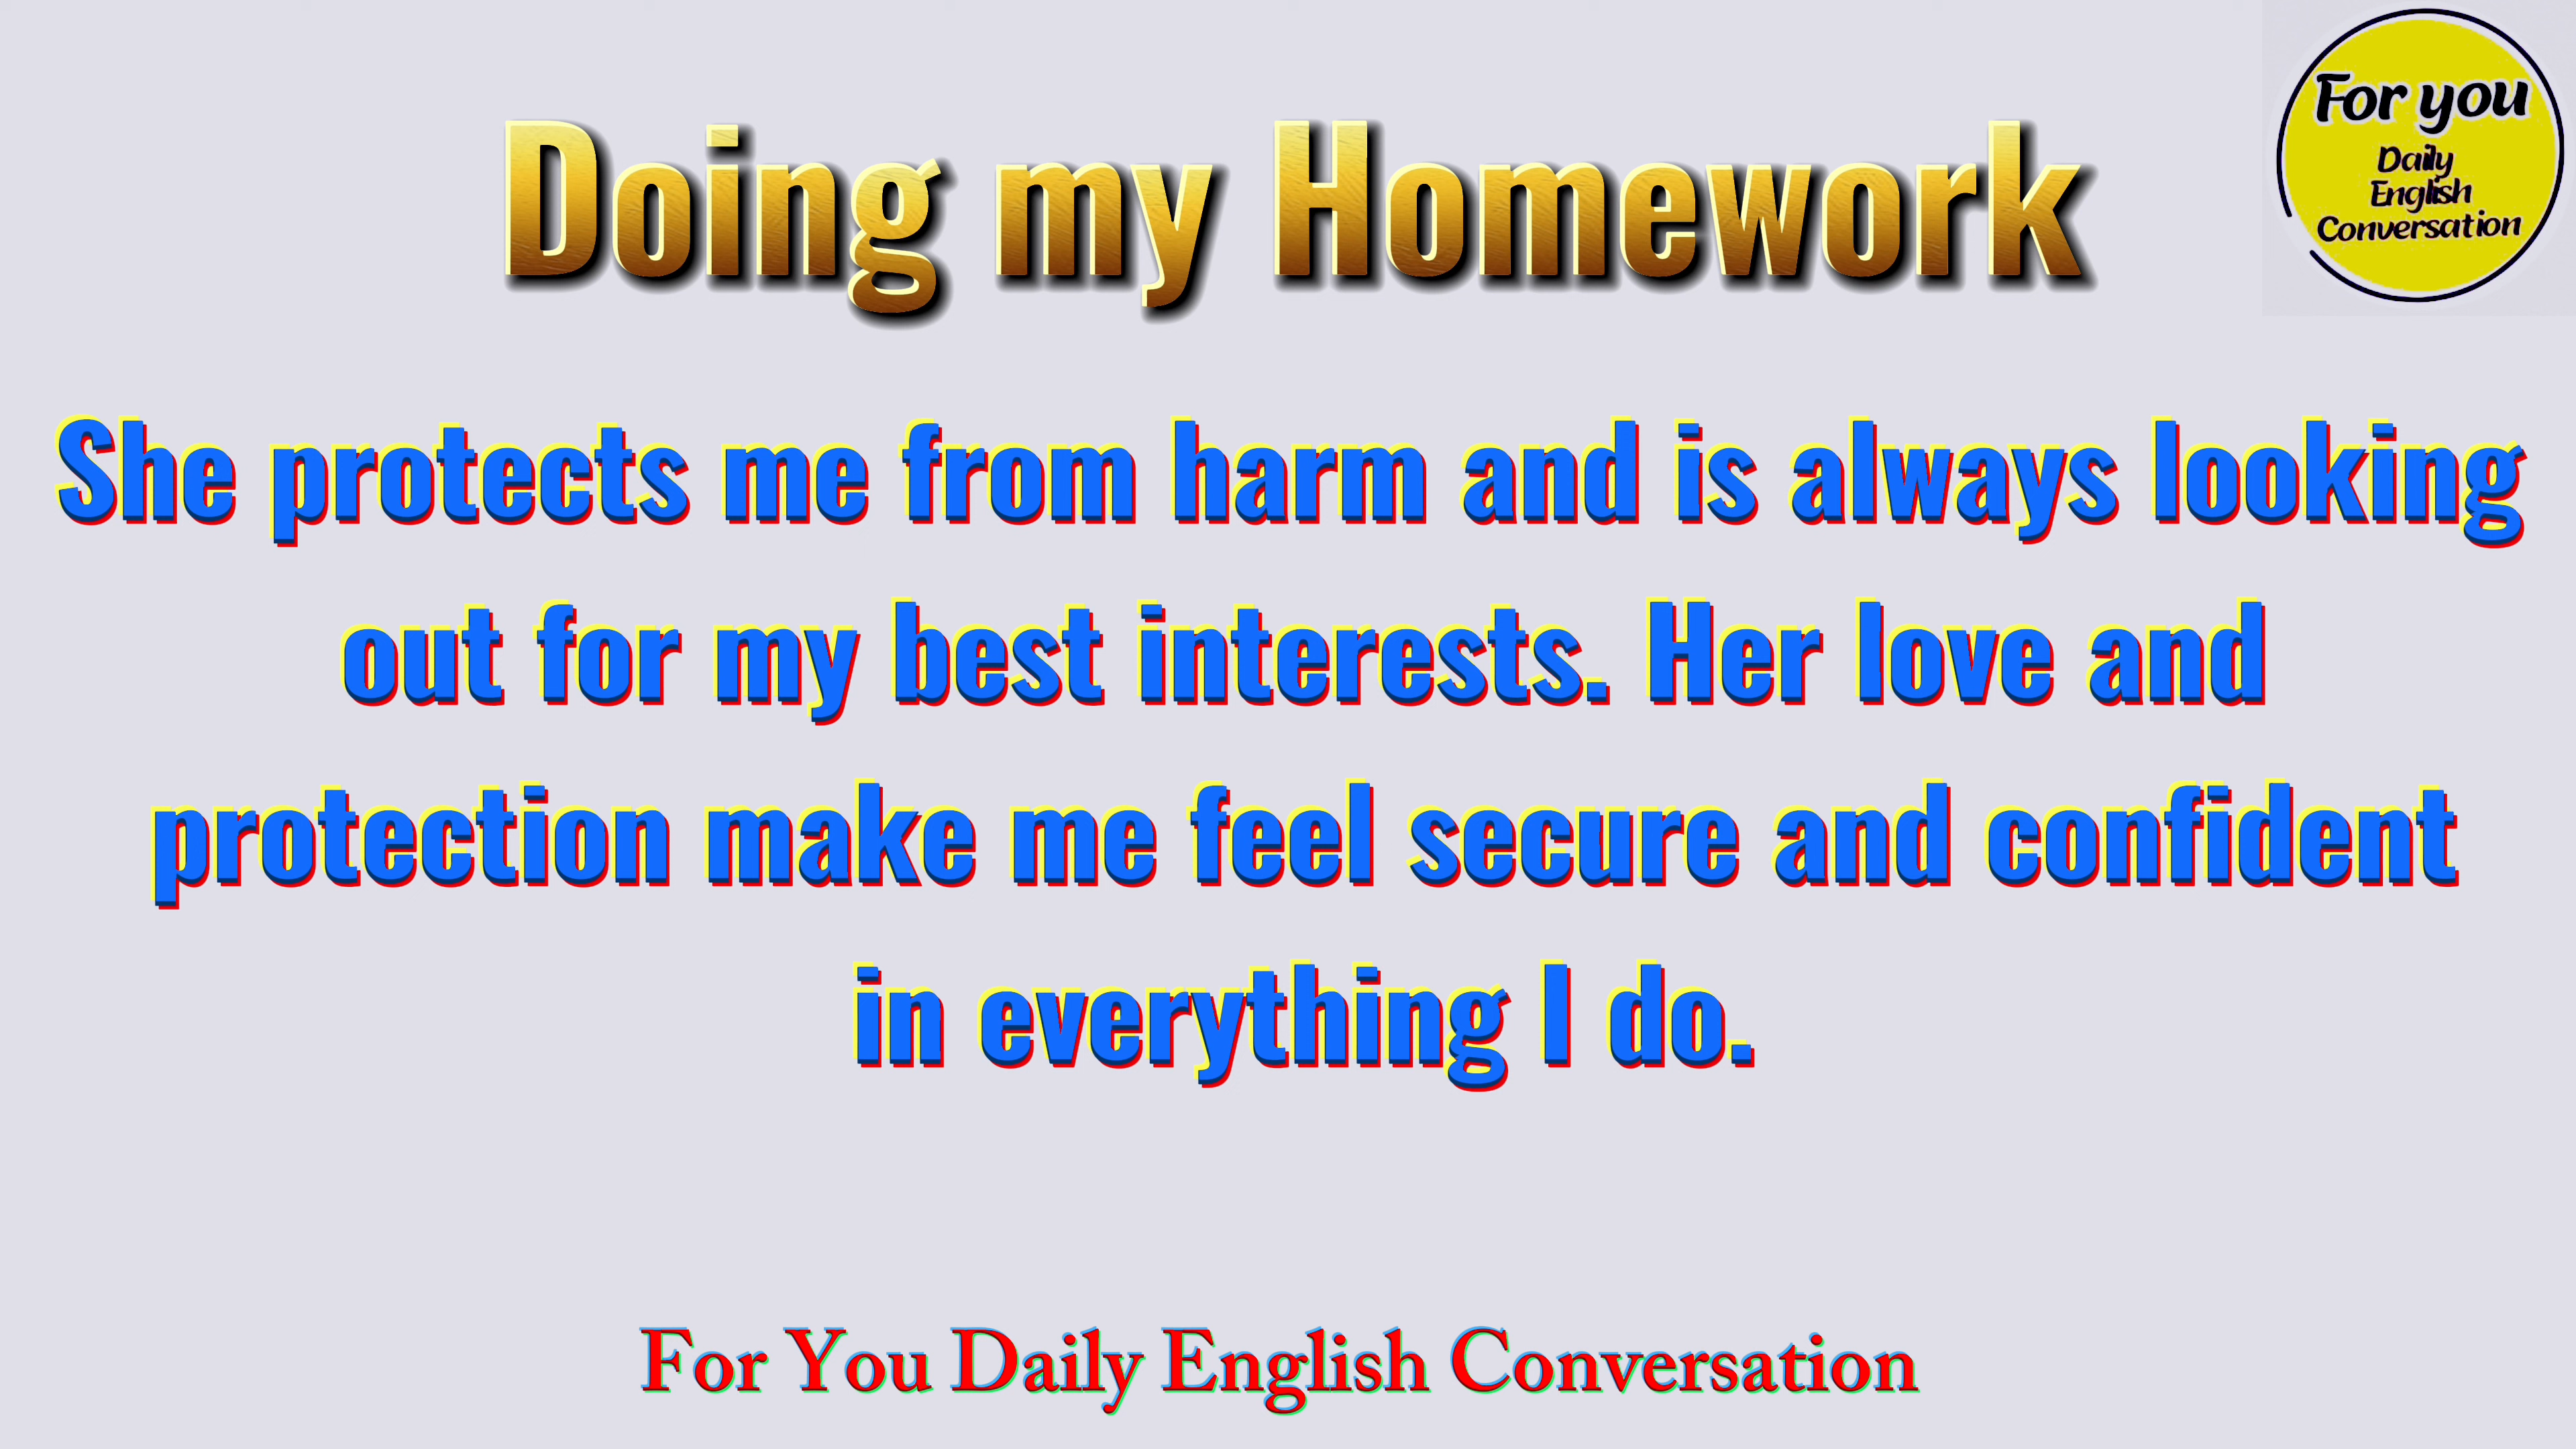 Doing my Homework
For you
Daily
English
Conversation
She protects me from harm and is always looking
out for my best interests. Her love and
protection make me feel secure and confident
in everything I do.
For You Daily English Conversation